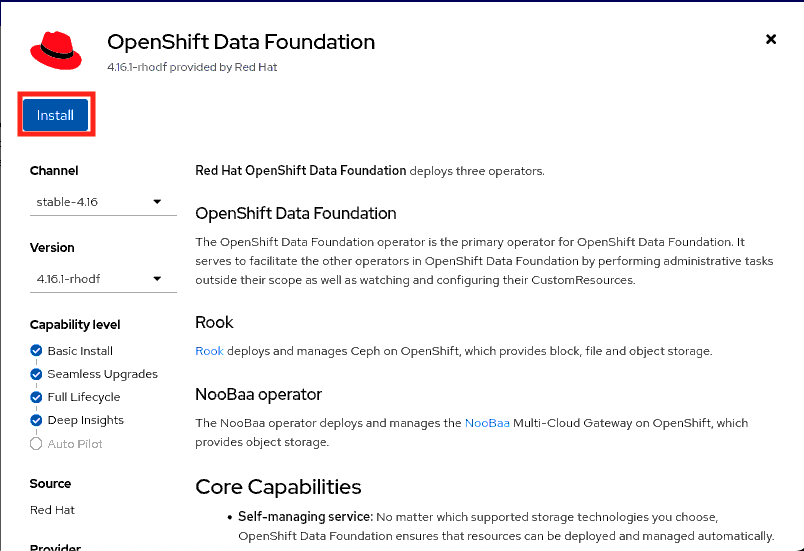 OpenShift Data Foundation
4.16.1-rhodf provided by Red Hat
Install
Channel
stable-4.16
Version
4.16.1-rhodf
Capability level
Basic Install
Seamless Upgrades
Full Lifecycle
Deep Insights
Auto Pilot
Source
Red Hat
Provider
Red Hat OpenShift Data Foundation deploys three operators.
OpenShift Data Foundation
The OpenShift Data Foundation operator is the primary operator for OpenShift Data Foundation. It
serves to facilitate the other operators in OpenShift Data Foundation by performing administrative tasks
outside their scope as well as watching and configuring their CustomResources.
Rook
Rook deploys and manages Ceph on OpenShift, which provides block, file and object storage.
NooBaa operator
The NooBaa operator deploys and manages the NooBaa Multi-Cloud Gateway on OpenShift, which
provides object storage.
Core Capabilities
• Self-managing service: No matter which supported storage technologies you choose,
OpenShift Data Foundation ensures that resources can be deployed and managed automatically.